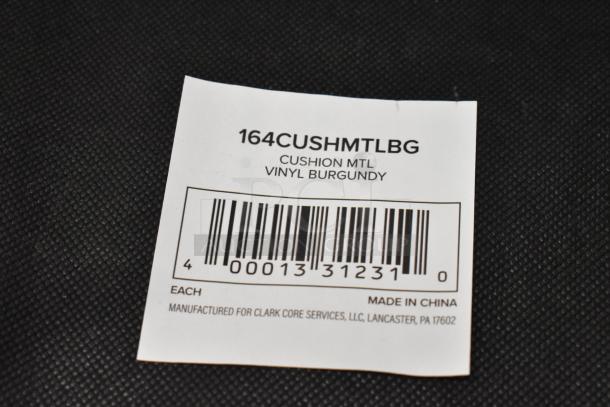 164CUSHMTLBG
CUSHION MTL
VINYL BURGUNDY
4 00013 31231 0
EACH
MADE IN CHINA
MANUFACTURED FOR CLARK CORE SERVICES, LLC, LANCASTER, PA 17602